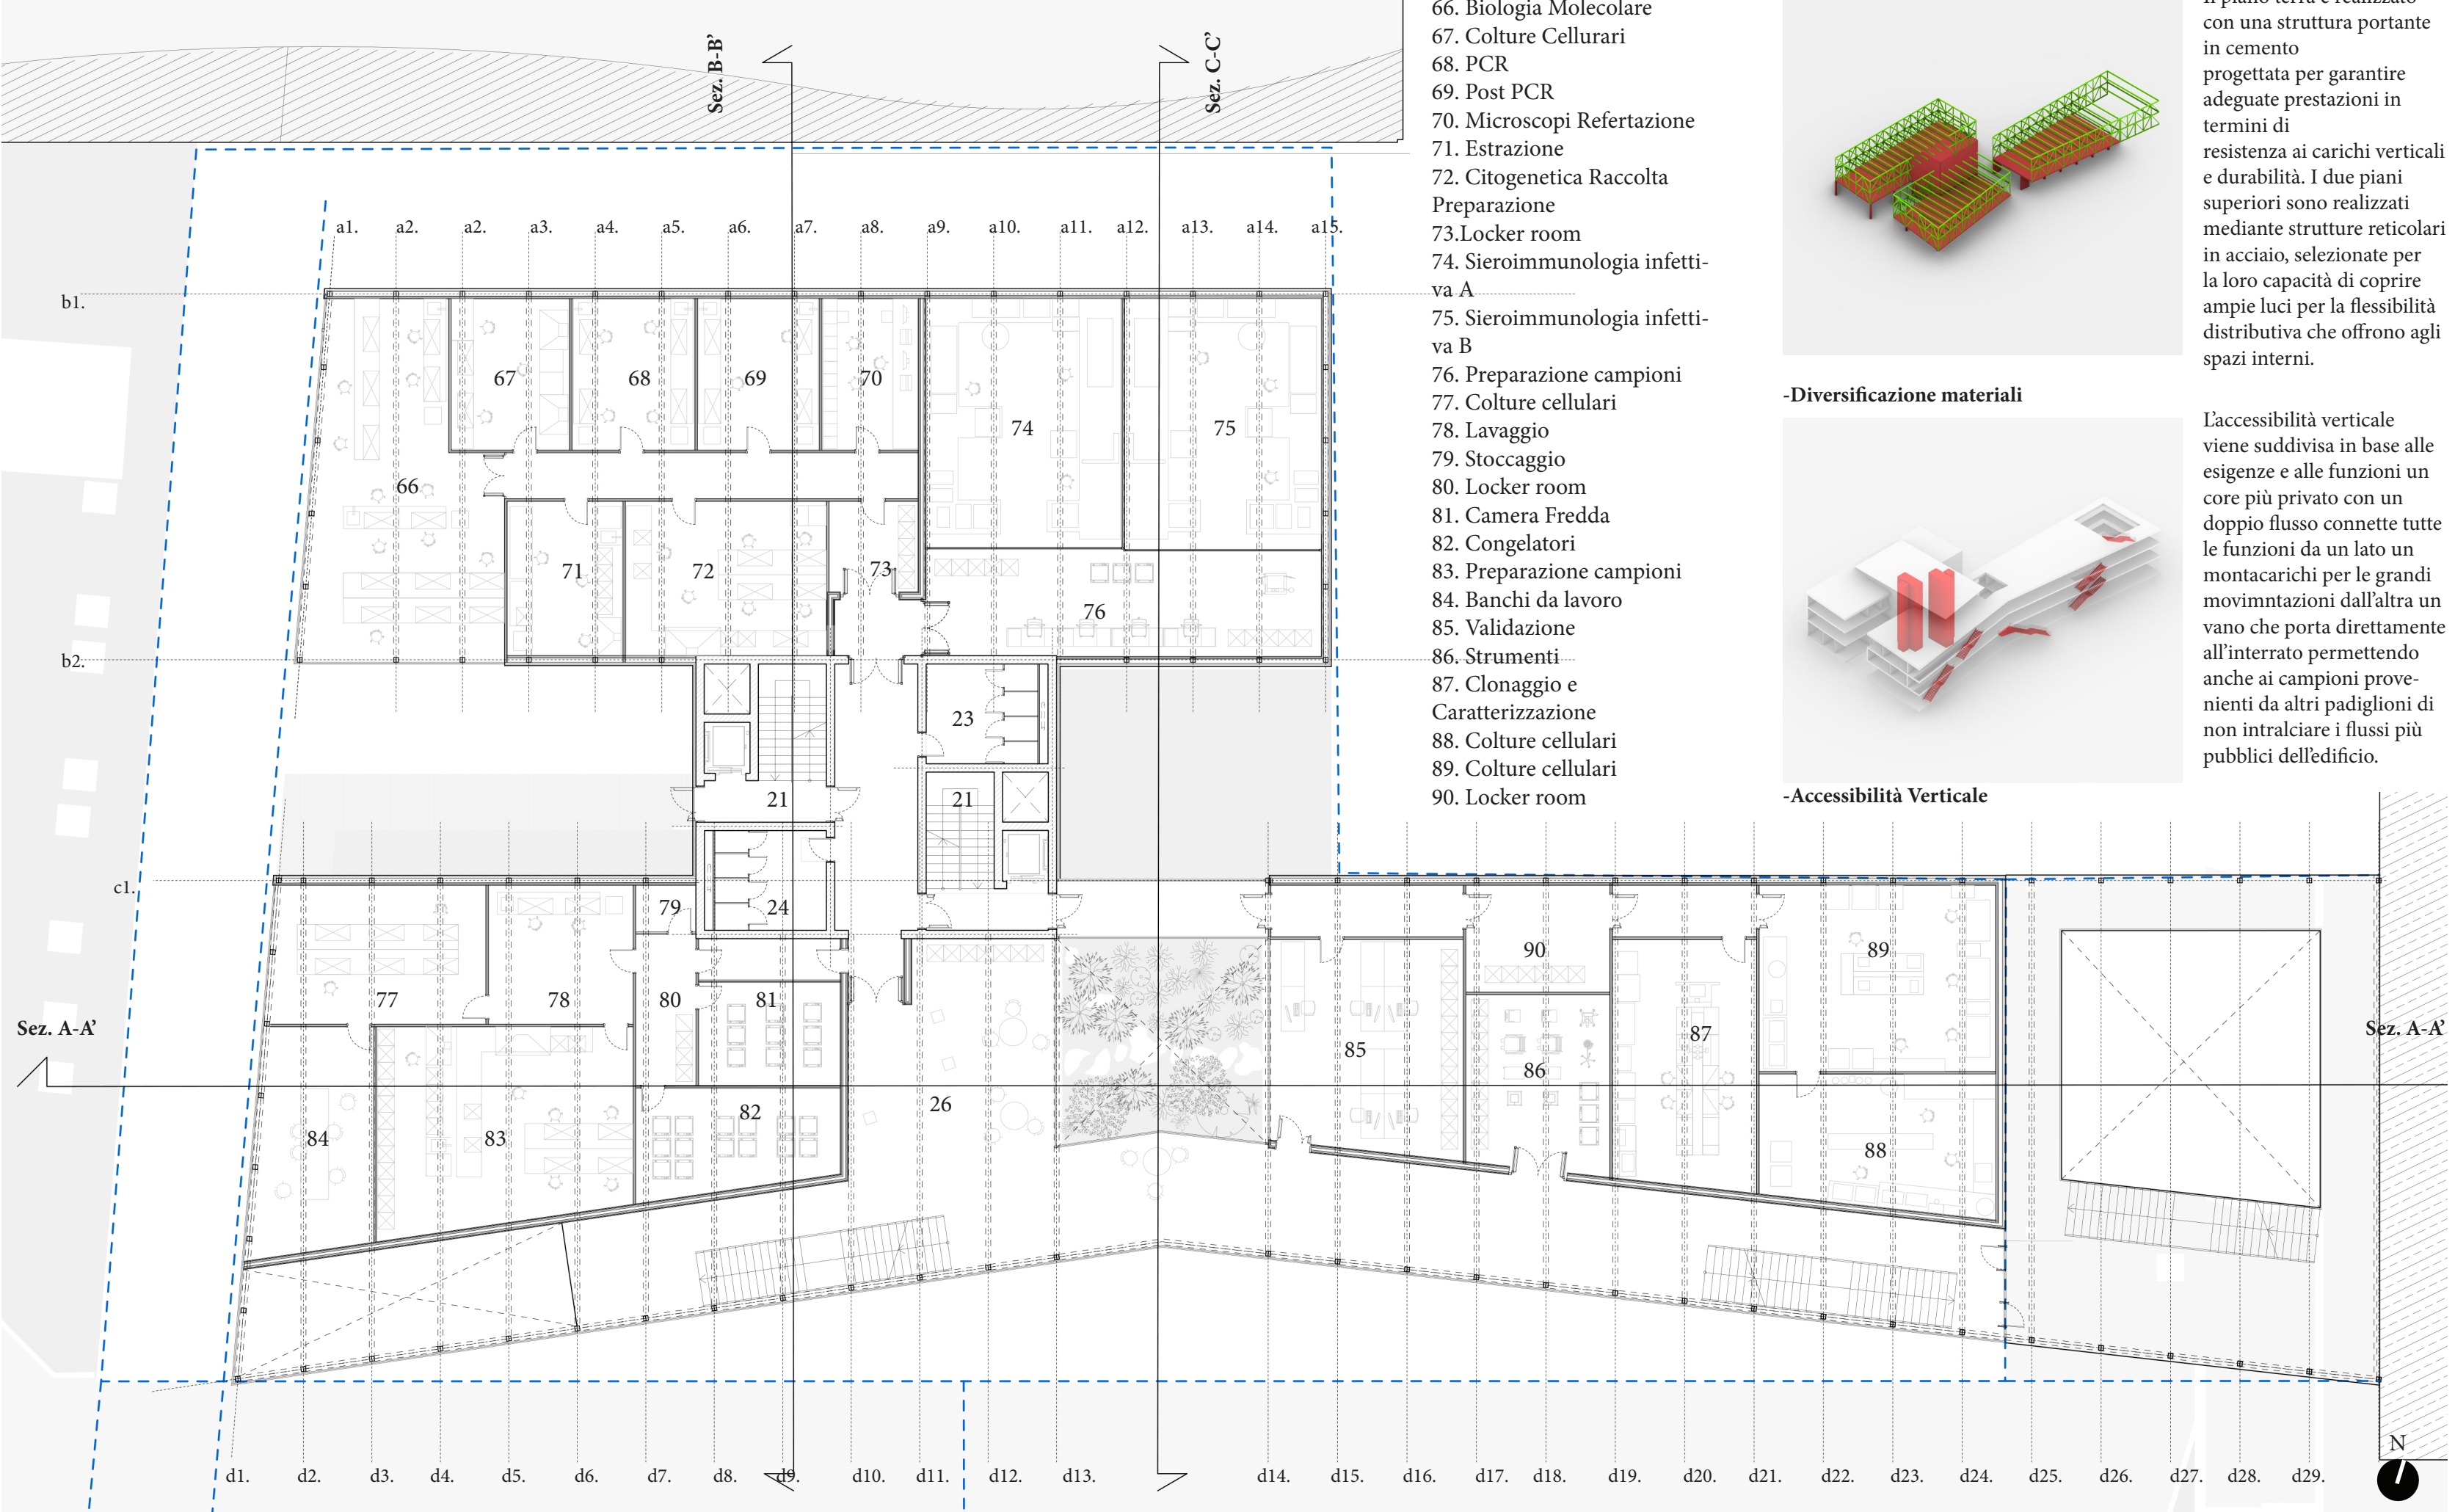 Sez. B-B’
Sez. C-C’
a1. a2. a2. a3. a4. a5. a6. a7. a8. a9. a10. a11. a12. a13. a14. a15.
b1.
67 68 69 70
74 75
66
71 72 73
76
b2.
23
21 21
c1.
79 24
77 78 80 81
90 89
87
Sez. A-A’
Sez. A-A’
85 86
84 83 82 26
88
d1. d2. d3. d4. d5. d6. d7. d8. d9. d10. d11. d12. d13. d14. d15. d16. d17. d18. d19. d20. d21. d22. d23. d24. d25. d26. d27. d28. d29.
N
66. Biologia Molecolare
67. Colture Cellurari
68. PCR
69. Post PCR
70. Microscopi Refertazione
71. Estrazione
72. Citogenetica Raccolta
Preparazione
73.Locker room
74. Sieroimmunologia infetti-
va A
75. Sieroimmunologia infetti-
va B
76. Preparazione campioni
77. Colture cellulari
78. Lavaggio
79. Stoccaggio
80. Locker room
81. Camera Fredda
82. Congelatori
83. Preparazione campioni
84. Banchi da lavoro
85. Validazione
86. Strumenti
87. Clonaggio e
Caratterizzazione
88. Colture cellulari
89. Colture cellulari
90. Locker room
-Diversificazione materiali
-Accessibilità Verticale
Il piano terra è realizzato
con una struttura portante
in cemento
progettata per garantire
adeguate prestazioni in
termini di
resistenza ai carichi verticali
e durabilità. I due piani
superiori sono realizzati
mediante strutture reticolari
in acciaio, selezionate per
la loro capacità di coprire
ampie luci per la flessibilità
distributiva che offrono agli
spazi interni.
L’accessibilità verticale
viene suddivisa in base alle
esigenze e alle funzioni un
core più privato con un
doppio flusso connette tutte
le funzioni da un lato un
montacarichi per le grandi
movimntazioni dall’altra un
vano che porta direttamente
all’interrato permettendo
anche ai campioni prove-
nienti da altri padiglioni di
non intralciare i flussi più
pubblici dell’edificio.